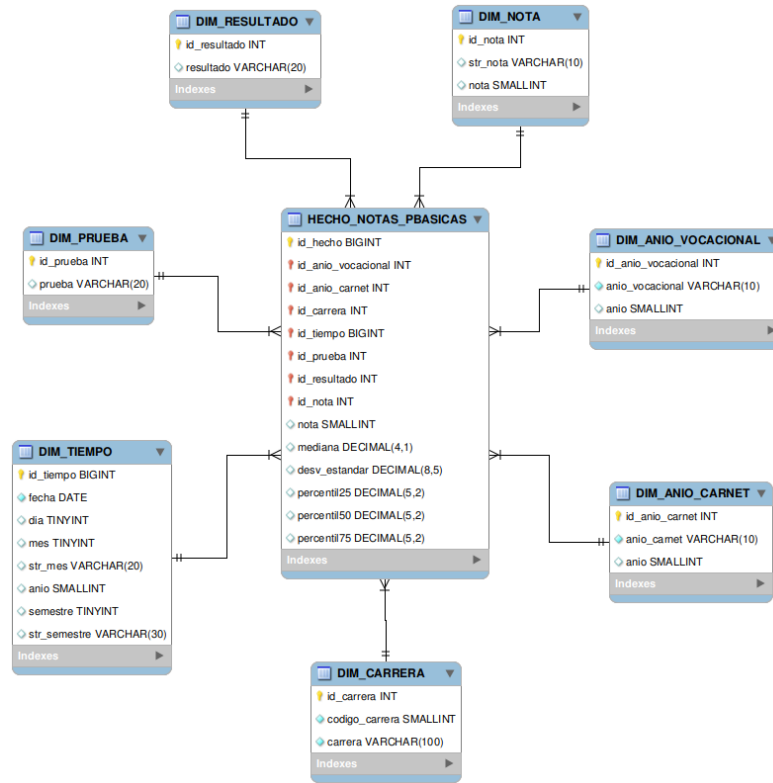 DIM_RESULTADO
id_resultado INT
resultado VARCHAR(20)
Indexes
DIM_NOTA
id_nota INT
str_nota VARCHAR(10)
nota SMALLINT
Indexes
DIM_PRUEBA
id_prueba INT
prueba VARCHAR(20)
Indexes
HECHO_NOTAS_PBASICAS
id_hecho BIGINT
id_anio_vocacional INT
id_anio_carnet INT
id_carrera INT
id_tiempo BIGINT
id_prueba INT
id_resultado INT
id_nota INT
nota SMALLINT
mediana DECIMAL(4,1)
desv_estandar DECIMAL(8,5)
percentil25 DECIMAL(5,2)
percentil50 DECIMAL(5,2)
percentil75 DECIMAL(5,2)
Indexes
DIM_ANIO_VOCACIONAL
id_anio_vocacional INT
anio_vocacional VARCHAR(10)
anio SMALLINT
Indexes
DIM_TIEMPO
id_tiempo BIGINT
fecha DATE
dia TINYINT
mes TINYINT
str_mes VARCHAR(20)
anio SMALLINT
semestre TINYINT
str_semestre VARCHAR(30)
Indexes
DIM_ANIO_CARNET
id_anio_carnet INT
anio_carnet VARCHAR(10)
anio SMALLINT
Indexes
DIM_CARRERA
id_carrera INT
codigo_carrera SMALLINT
carrera VARCHAR(100)
Indexes